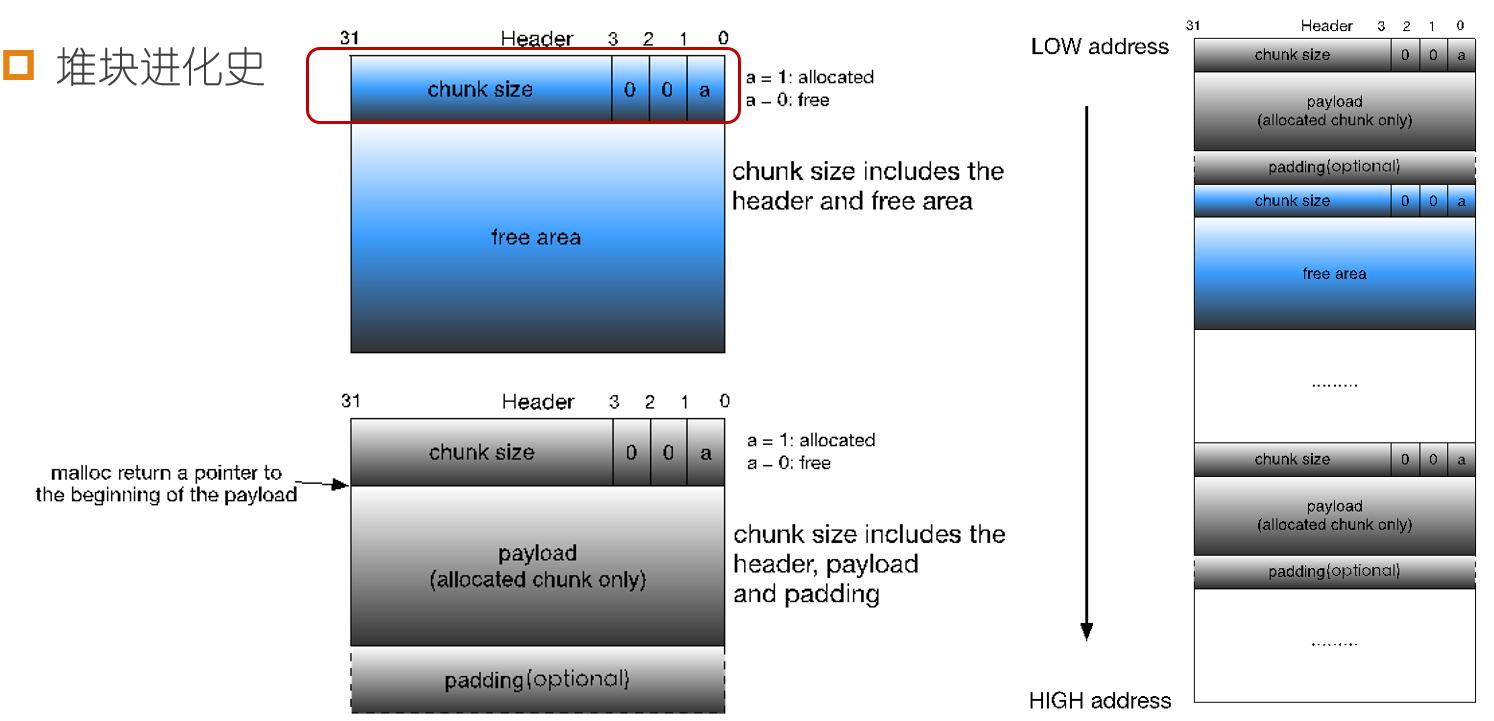 堆块进化史
31 Header 3 2 1 0
chunk size 0 0 a
a = 1: allocated
a – 0: free
chunk size includes the
header and free area
free area
31 Header 3 2 1 0
chunk size 0 0 a
a = 1: allocated
a – 0: free
malloc return a pointer to
the beginning of the payload
payload
(allocated chunk only)
chunk size includes the
header, payload
and padding
padding(optional)
LOW address
HIGH address
31 Header 3 2 1 0
chunk size 0 0 a
payload
(allocated chunk only)
padding(optional)
chunk size 0 0 a
free area
.........
chunk size 0 0 a
payload
(allocated chunk only)
padding(optional)
.........